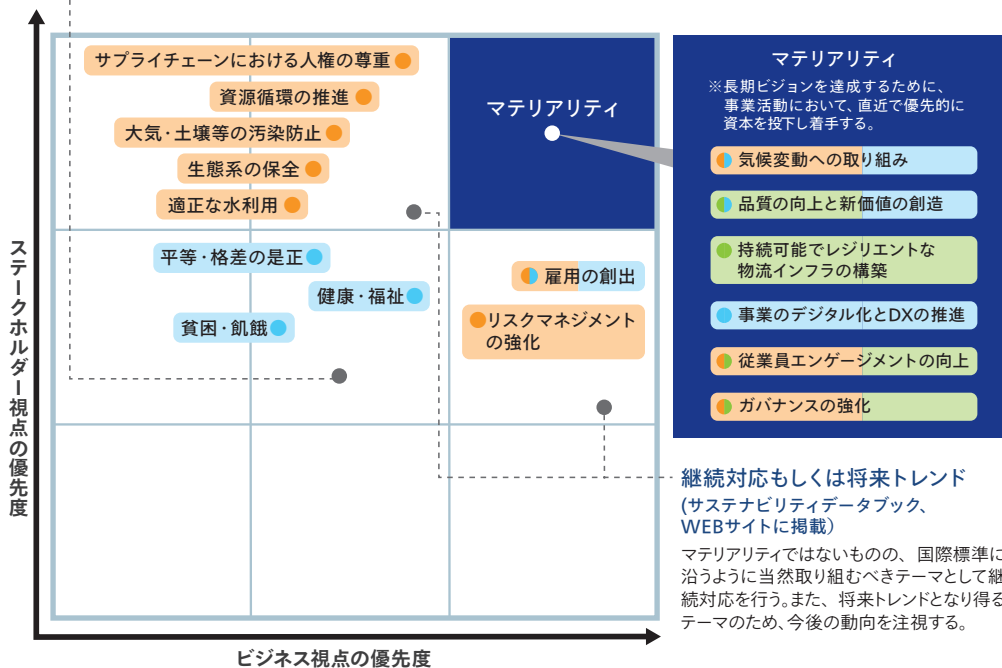 サプライチェーンにおける人権の尊重
資源循環の推進
大気・土壌等の汚染防止
生態系の保全
適正な水利用
平等・格差の是正
健康・福祉
貧困・飢餓
マテリアリティ
雇用の創出
リスクマネジメント
の強化
ステークホルダー視点の優先度
ビジネス視点の優先度
マテリアリティ
※長期ビジョンを達成するために、
事業活動において、直近で優先的に
資本を投下し着手する。
気候変動への取り組み
品質の向上と新価値の創造
持続可能でレジリエントな
物流インフラの構築
事業のデジタル化とDXの推進
従業員エンゲージメントの向上
ガバナンスの強化
継続対応もしくは将来トレンド
(サステナビリティデータブック、
WEBサイトに掲載）
マテリアリティではないものの、国際標準に
沿うように当然取り組むべきテーマとして継
続対応を行う。また、将来トレンドとなり得る
テーマのため、今後の動向を注視する。